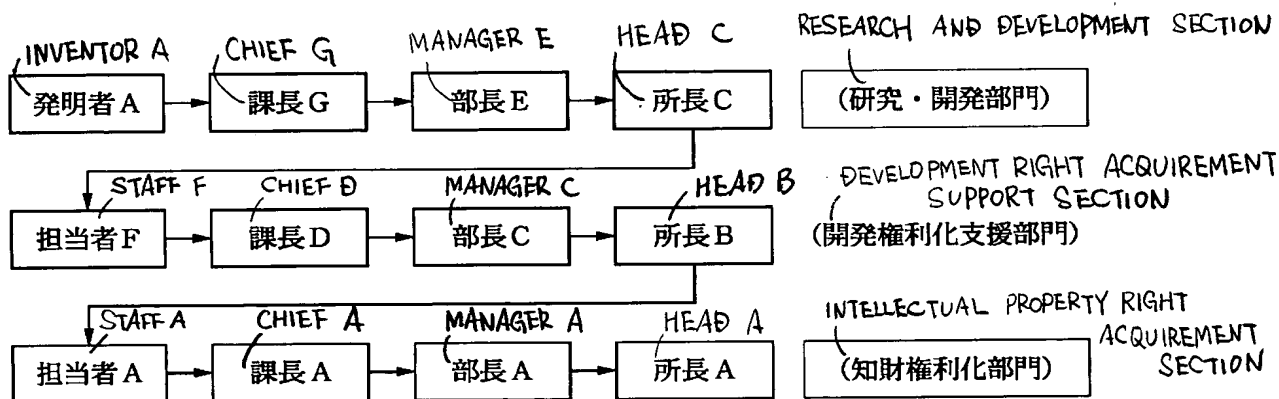 INVENTOR A CHIEF G MANAGER E HEAD C RESEARCH AND DEVELOPMENT SECTION
発明者A 課長G 部長E 所長C (研究・開発部門)
STAFF F CHIEF D MANAGER C HEAD B DEVELOPMENT RIGHT ACQUIREMENT
SUPPORT SECTION
担当者F 課長D 部長C 所長B (開発権利化支援部門)
STAFF A CHIEF A MANAGER A HEAD A INTELLECTUAL PROPERTY RIGHT
ACQUIREMENT
SECTION
担当者A 課長A 部長A 所長A (知財権利化部門)